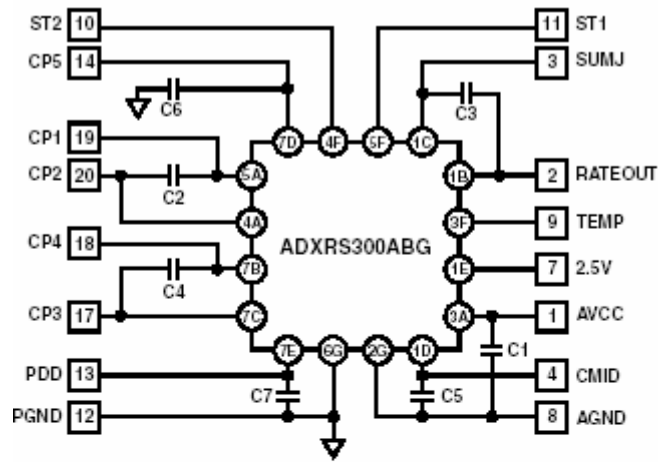 ST2 10 11 ST1
CP5 14 3 SUMJ
C6 C3
7D 4F 5F 1C
CP1 19
5A 1B 2 RATEOUT
CP2 20 C2
4A 3F 9 TEMP
ADXRS300ABG
CP4 18
7B 1E 7 2.5V
C4
CP3 17 7C 3A 1 AVCC
C1
7E 6G 2G 1D
PDD 13 4 CMID
C7 C5
PGND 12 8 AGND